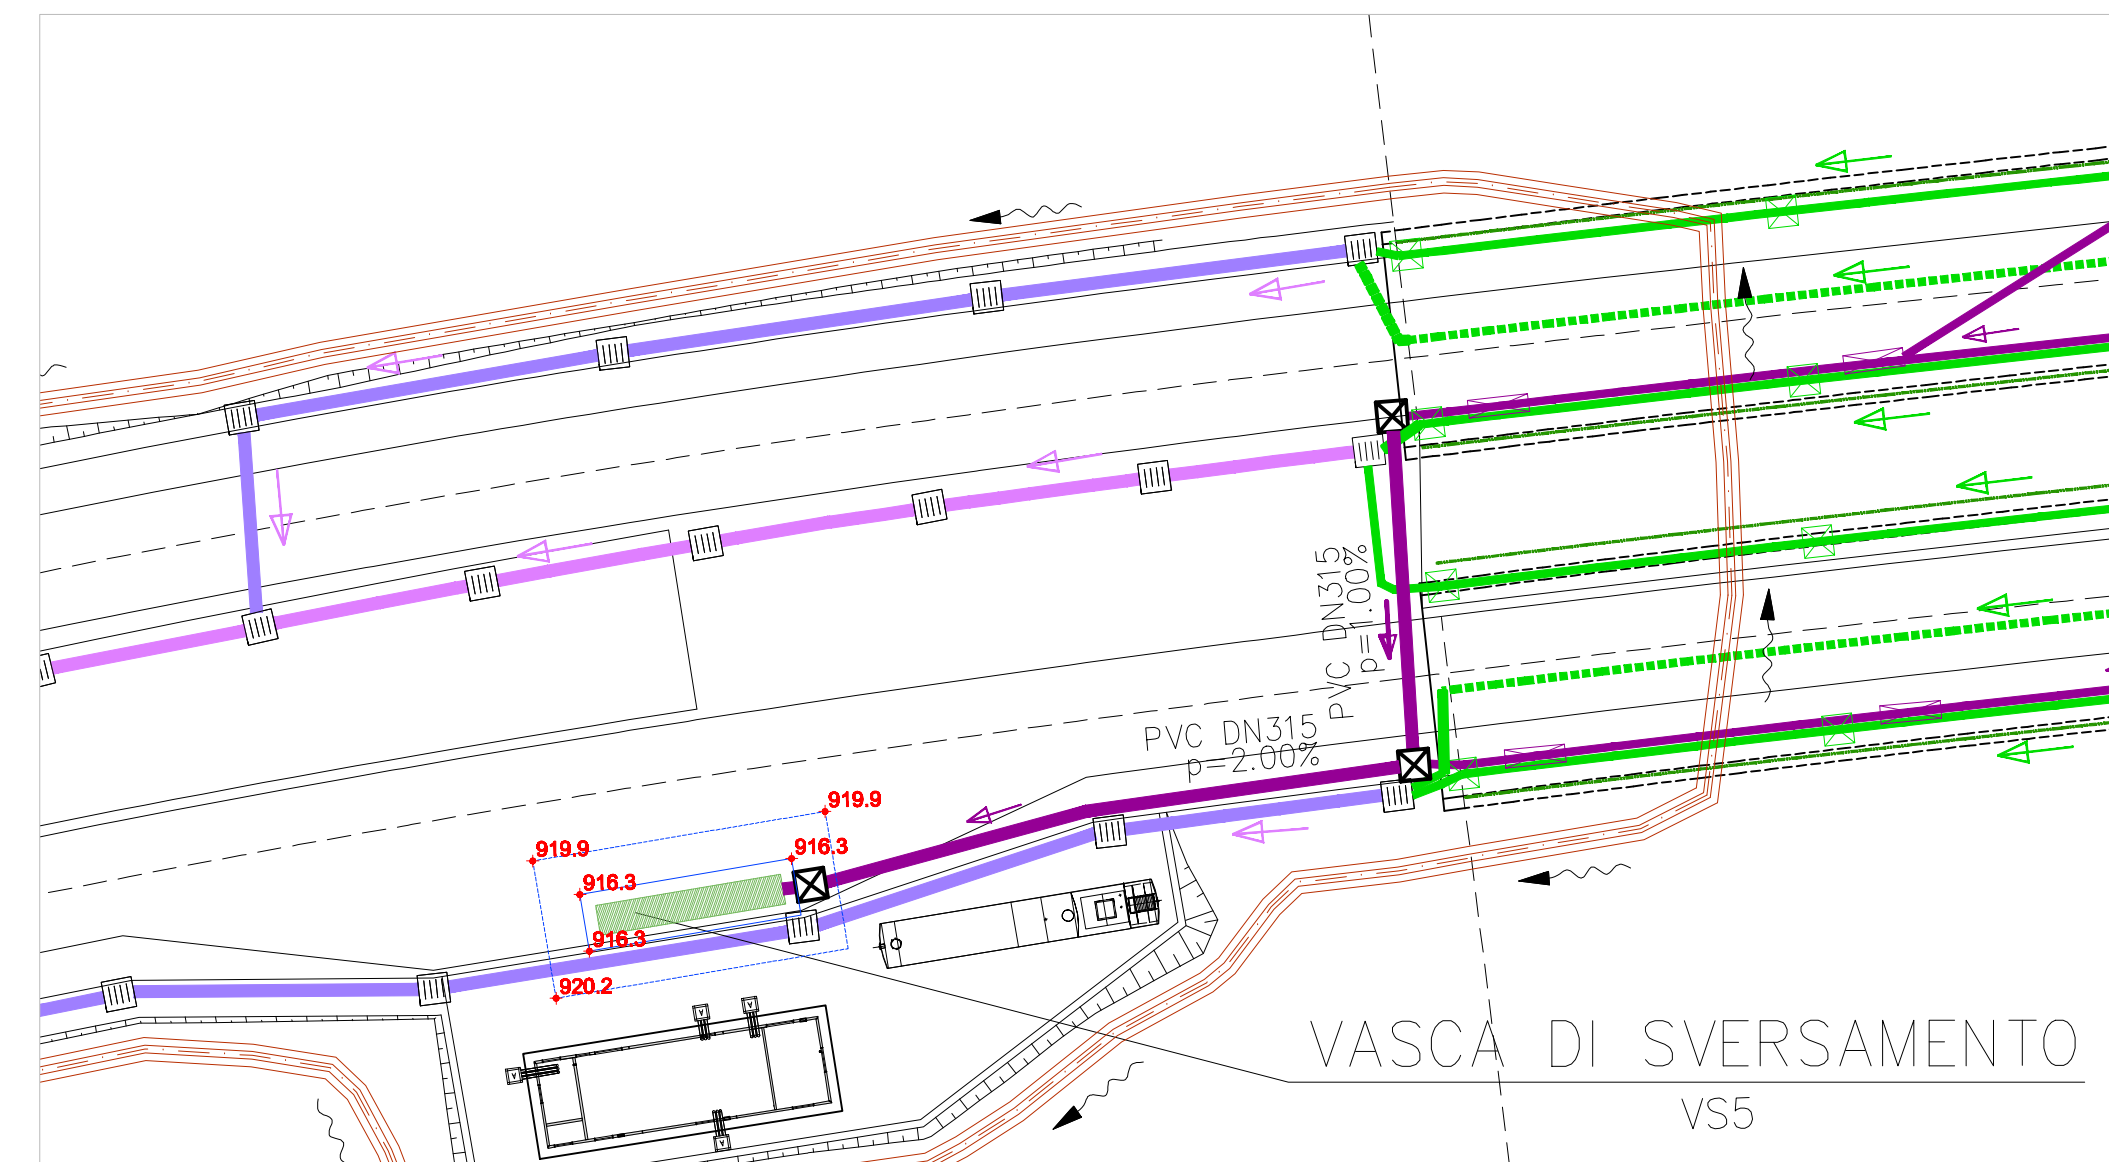 PVC DN315
p=1.00%
PVC DN315
p=2.00%
919.9
919.9
916.3
916.3
916.3
920.2
VASCA DI SVERSAMENTO
VS5